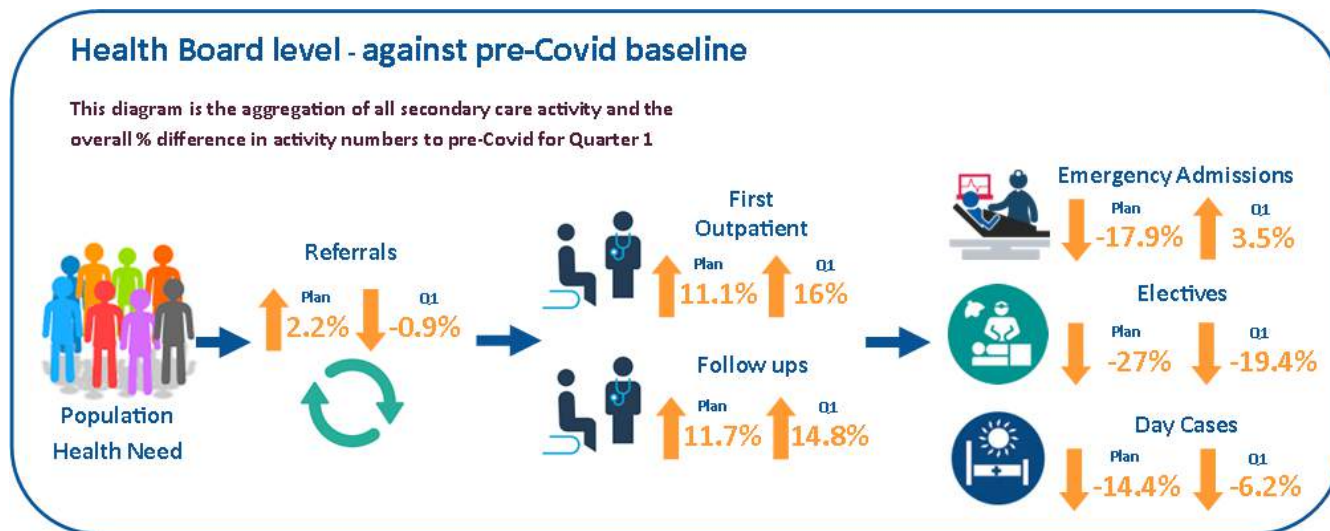 Health Board level - against pre-Covid baseline
This diagram is the aggregation of all secondary care activity and the
overall % difference in activity numbers to pre-Covid for Quarter 1
Population
Health Need
Referrals
Plan
2.2%
Q1
-0.9%
First
Outpatient
Plan
11.1%
Q1
16%
Follow ups
Plan
11.7%
Q1
14.8%
Emergency Admissions
Plan
-17.9%
Q1
3.5%
Electives
Plan
-27%
Q1
-19.4%
Day Cases
Plan
-14.4%
Q1
-6.2%